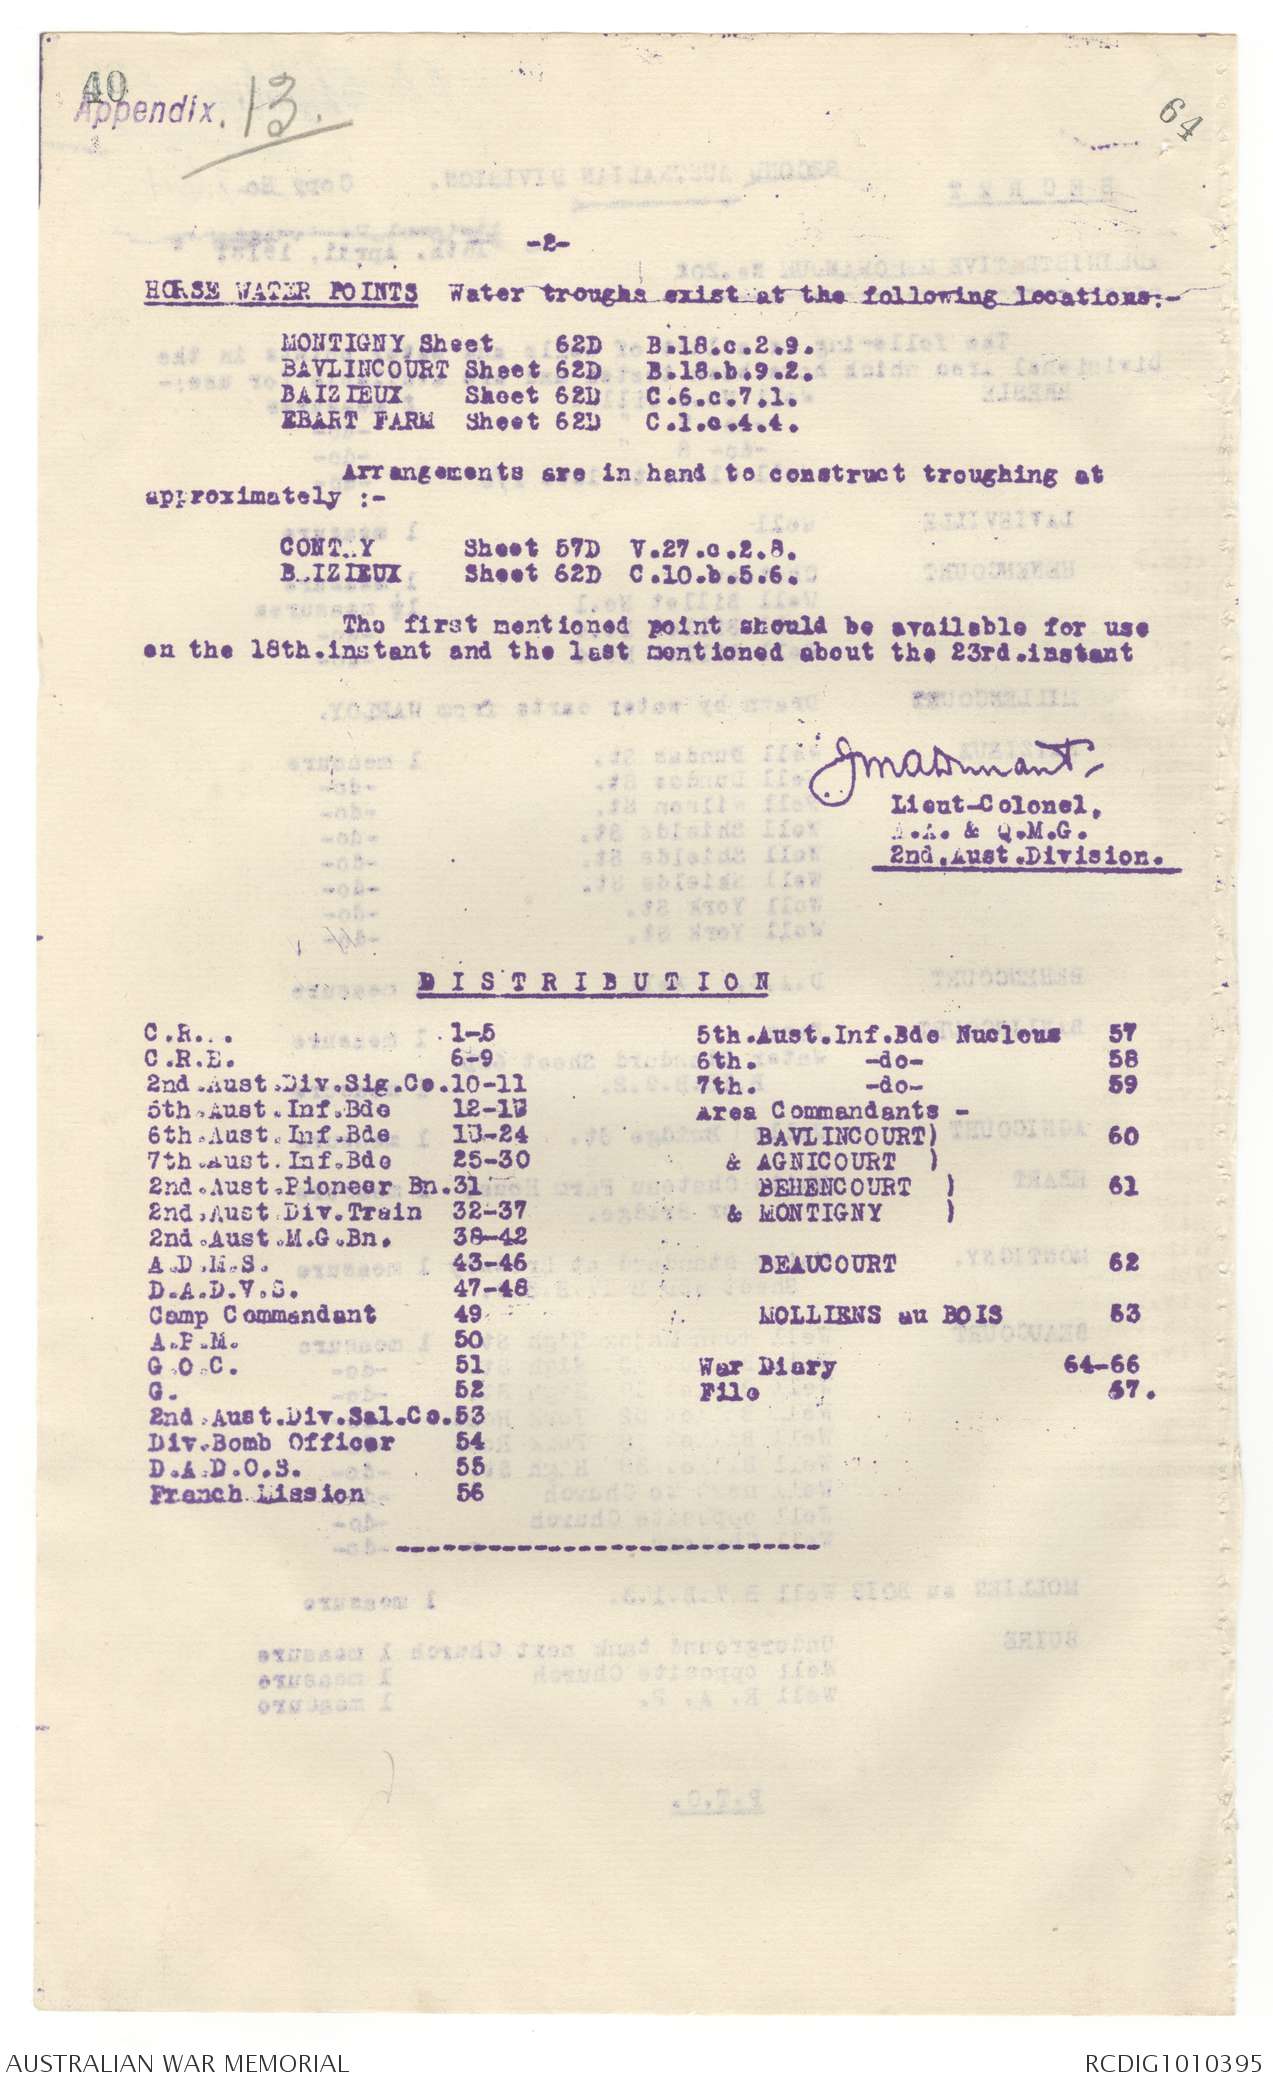 40
Appendix. 13.
64
-2-
HORSE WATER POINTS Water troughs exist at the following locations:-
MONTIGNY Sheet 62D B.18.c.2.9.
BAVLINCOURT Sheet 62D B.18.b.9.2.
BAIZIEUX Sheet 62D C.6.c.7.1.
EBART FARM Sheet 62D C.1.c.4.4.
Arrangements are in hand to construct troughing at
approximately :-
CONTAY Sheet 57D V.27.c.2.8.
BAIZIEUX Sheet 62D C.10.b.5.6.
The first mentioned point should be available for use
on the 18th.instant and the last mentioned about the 23rd.instant
Lieut-Colonel,
A.A. & Q.M.G.
2nd.Aust.Division.
DISTRIBUTION
C.R.A. 1-5
C.R.E. 6-9
2nd.Aust.Div.Sig.Co. 10-11
5th.Aust.Inf.Bde 12-17
6th.Aust.Inf.Bde 18-24
7th.Aust.Inf.Bde 25-30
2nd.Aust.Pioneer Bn. 31
2nd.Aust.Div.Train 32-37
2nd.Aust.M.G.Bn. 38-42
A.D.M.S. 43-46
D.A.D.V.S. 47-48
Camp Commandant 49
A.P.M. 50
G.O.C. 51
G. 52
2nd.Aust.Div.Sal.Co. 53
Div.Bomb Officer 54
D.A.D.O.S. 55
French Mission 56
5th.Aust.Inf.Bde Nucleus 57
6th. -do- 58
7th. -do- 59
Area Commandants -
BAVLINCOURT) 60
& AGNICOURT )
BEHENCOURT ) 61
& MONTIGNY )
BEAUCOURT 62
MOLLIENS au BOIS 63
War Diary 64-66
File 67.
AUSTRALIAN WAR MEMORIAL
RCDIG1010395